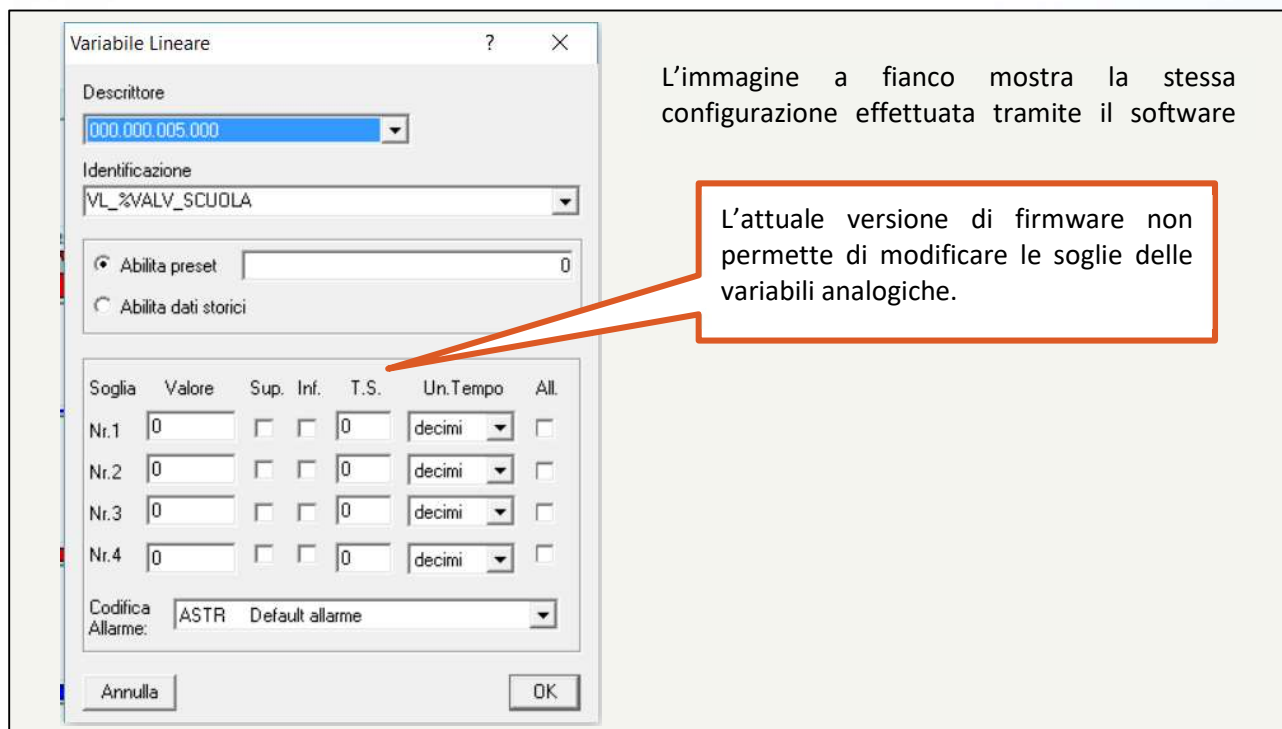 Variabile Lineare ? ×
Descrittore
000.000.005.000
Identificazione
VL_%VALV_SCUOLA
Abilita preset 0
Abilita dati storici
Soglia Valore Sup. Inf. T.S. Un.Tempo All.
Nr.1 0 0 decimi
Nr.2 0 0 decimi
Nr.3 0 0 decimi
Nr.4 0 0 decimi
Codifica
Allarme:
ASTR Default allarme
Annulla OK
L’immagine a fianco mostra la stessa
configurazione effettuata tramite il software
L’attuale versione di firmware non
permette di modificare le soglie delle
variabili analogiche.